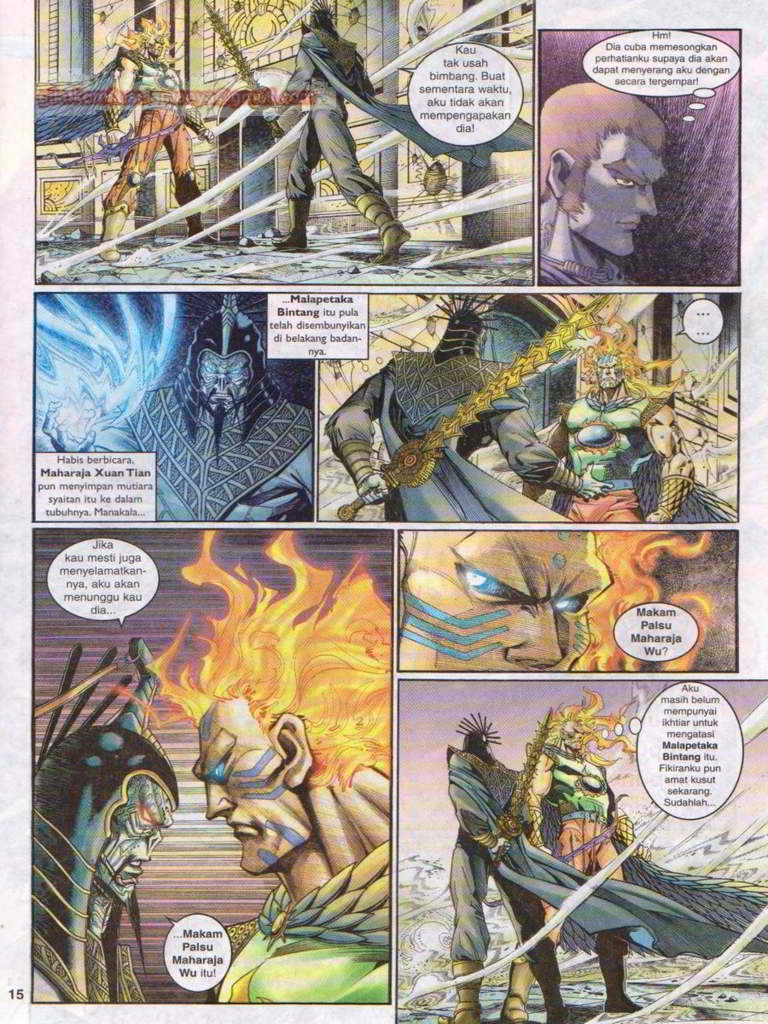 Kau
tak usah
bimbang. Buat
sementara waktu,
aku tidak akan
mempengapakan
dia!
Hm!
Dia cuba memesongkan
perhatianku supaya dia akan
dapat menyerang aku dengan
secara tergempar!
Habis berbicara,
Maharaja Xuan Tian
pun menyimpan mutiara
syaitan itu ke dalam
tubuhnya. Manakala...
...Malapetaka
Bintang itu pula
telah disembunyikan
di belakang badan-
nya.
...
...
Jika
kau mesti juga
menyelamatkan-
nya, aku akan
menunggu kau
dia...
...Makam
Palsu
Maharaja
Wu itu!
Makam
Palsu
Maharaja
Wu?
Aku
masih belum
mempunyai
ikhtiar untuk
mengatasi
Malapetaka
Bintang itu.
Fikiranku pun
amat kusut
sekarang.
Sudahlah...
15